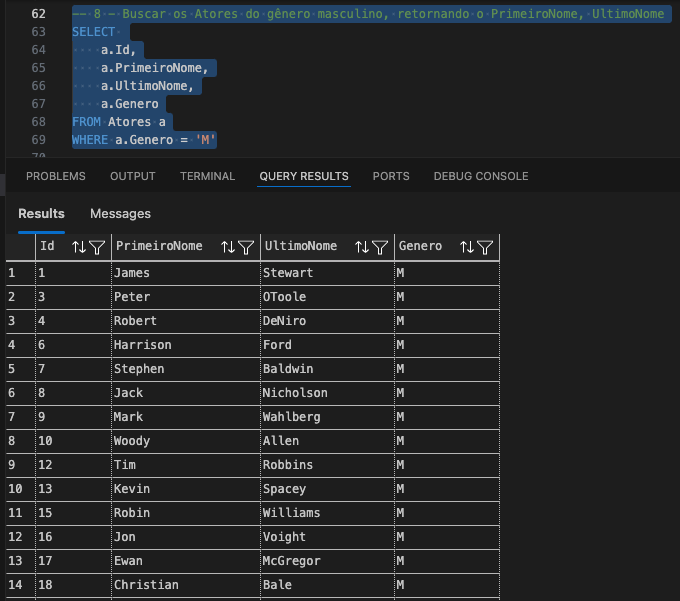 62 -- 8 - Buscar os Atores do gênero masculino, retornando o PrimeiroNome, UltimoNome
63 SELECT
64 a.Id,
65 a.PrimeiroNome,
66 a.UltimoNome,
67 a.Genero
68 FROM Atores a
69 WHERE a.Genero = 'M'
70
PROBLEMS OUTPUT TERMINAL QUERY RESULTS PORTS DEBUG CONSOLE
Results Messages
Id PrimeiroNome UltimoNome Genero
1 1 James Stewart M
2 3 Peter OToole M
3 4 Robert DeNiro M
4 6 Harrison Ford M
5 7 Stephen Baldwin M
6 8 Jack Nicholson M
7 9 Mark Wahlberg M
8 10 Woody Allen M
9 12 Tim Robbins M
10 13 Kevin Spacey M
11 15 Robin Williams M
12 16 Jon Voight M
13 17 Ewan McGregor M
14 18 Christian Bale M